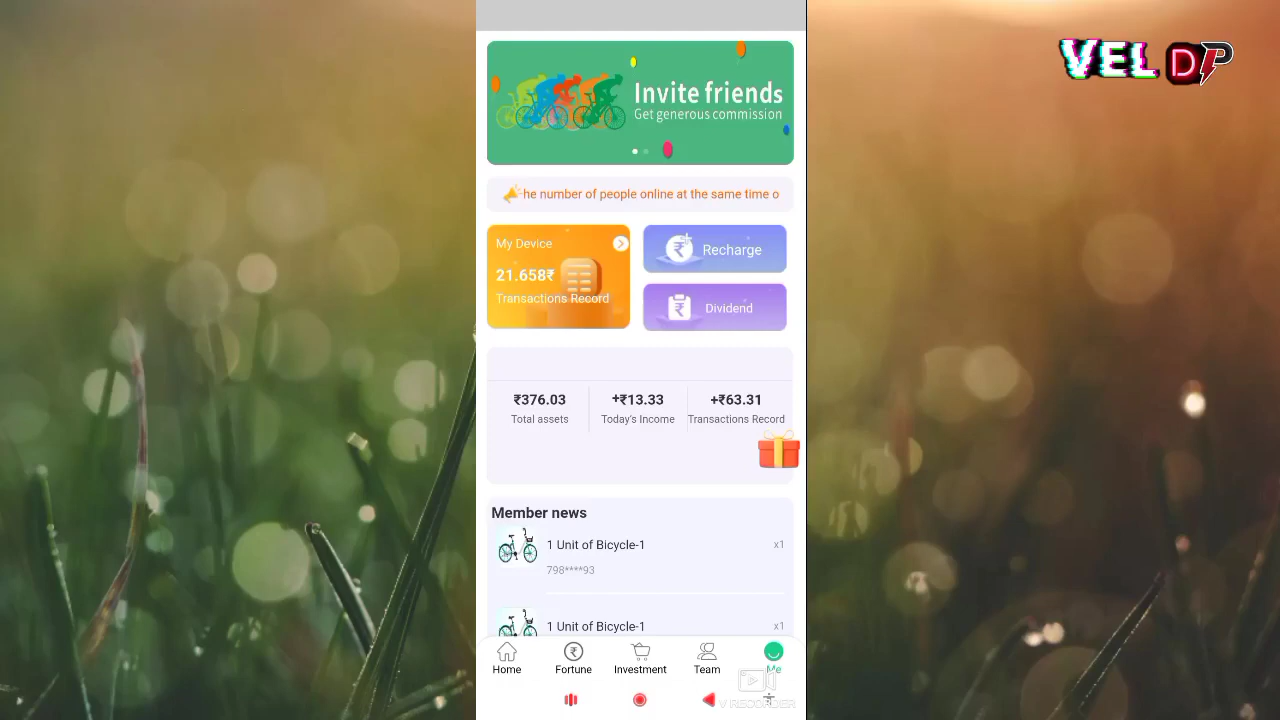 VEL DP
Invite friends
Get generous commission
he number of people online at the same time o
My Device
21.658₹
Transactions Record
Recharge
Dividend
₹376.03
Total assets
+₹13.33
Today's Income
+₹63.31
Transactions Record
Member news
1 Unit of Bicycle-1
x1
798****93
1 Unit of Bicycle-1
x1
Home
Fortune
Investment
Team
Me
V RECORDER